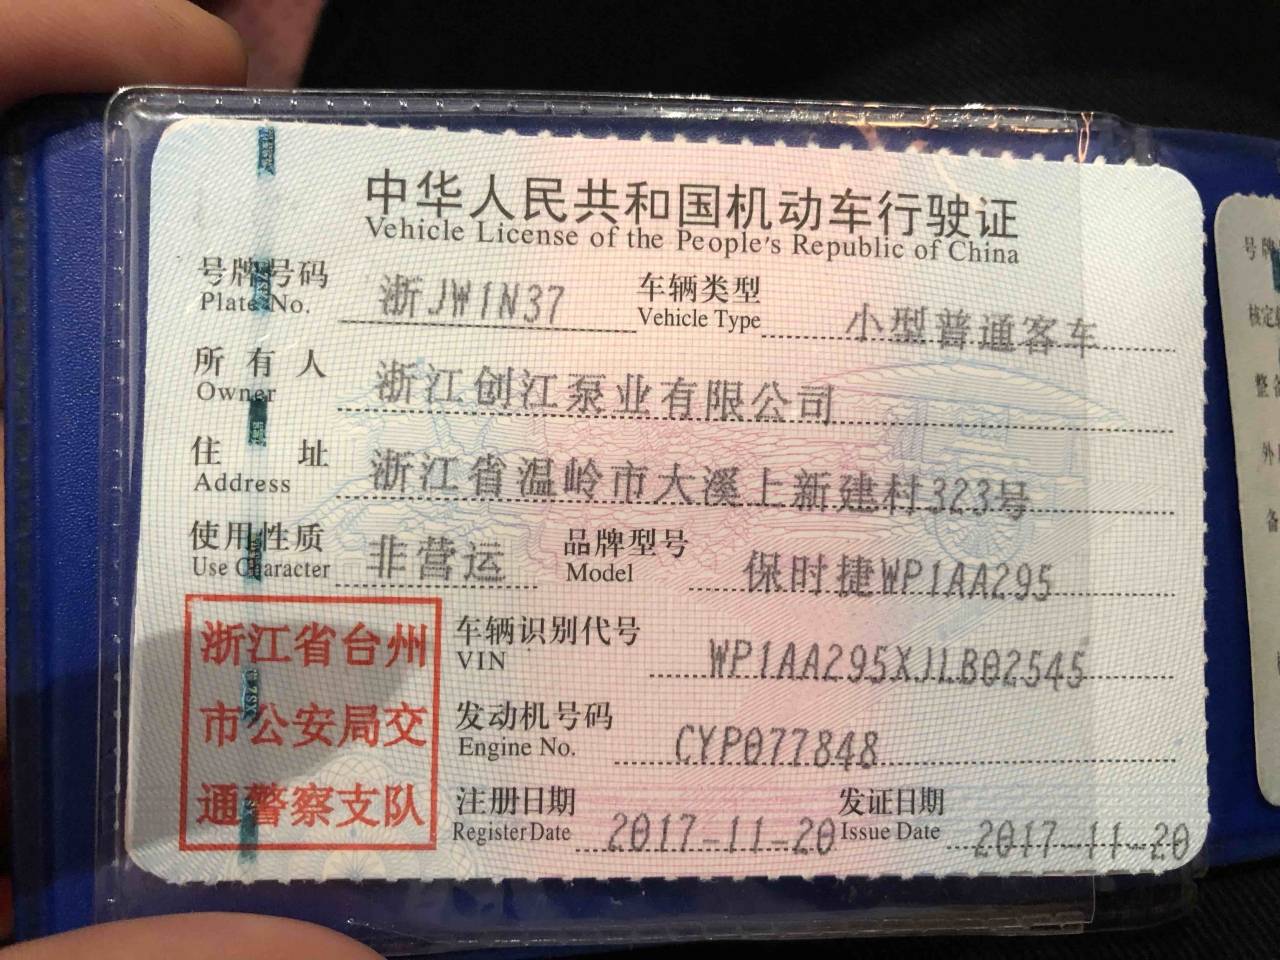 中华人民共和国机动车行驶证
Vehicle License of the People's Republic of China
号牌号码 浙JW1N37 车辆类型 小型普通客车
Plate No. Vehicle Type
所有人 浙江创江泵业有限公司
Owner
住址 浙江省温岭市大溪上新建村323号
Address
使用性质 非营运 品牌型号 保时捷WP1AA295
Use Character Model
浙江省台州
市公安局交
通警察支队
车辆识别代号 WP1AA295XJLB02545
VIN
发动机号码 CYP077848
Engine No.
注册日期 2017-11-20 发证日期 2017-11-20
Register Date Issue Date
号牌
核定
整备
外
备